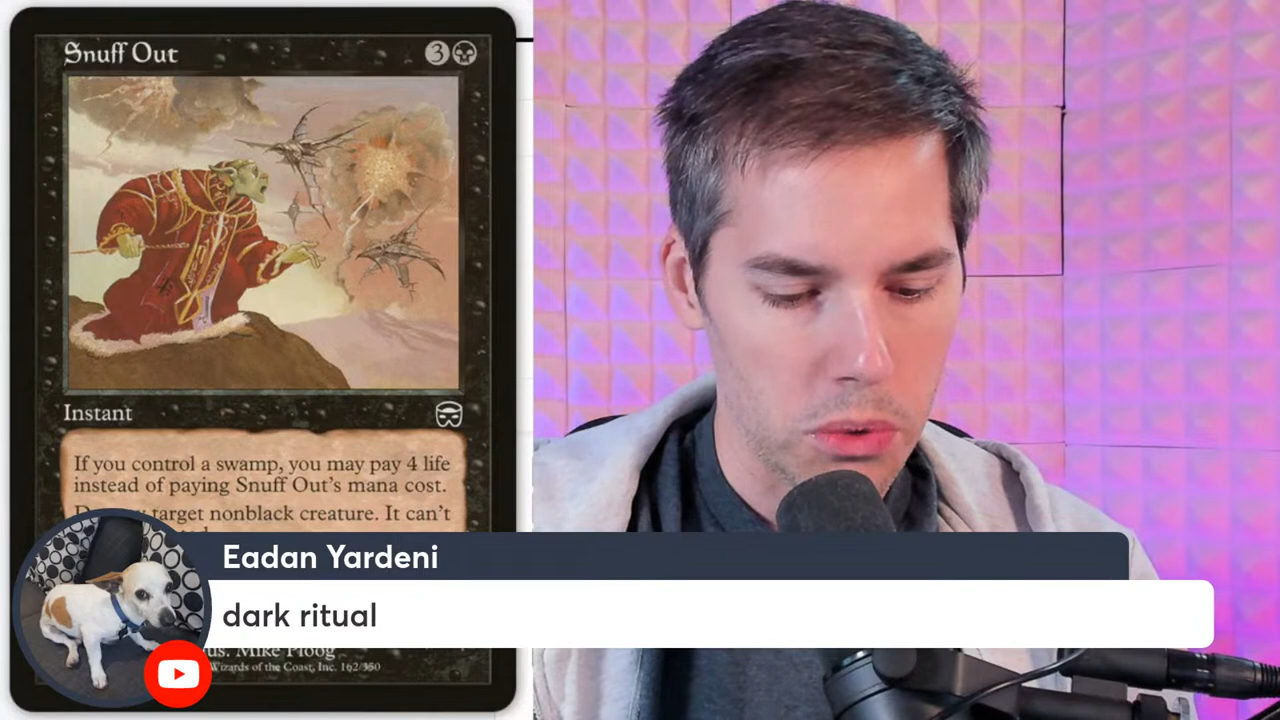 Snuff Out
3
Instant
If you control a swamp, you may pay 4 life
instead of paying Snuff Out's mana cost.
target nonblack creature. It can't
Eadan Yardeni
dark ritual
us. Mike Ploog
Wizards of the Coast, Inc. 162/350